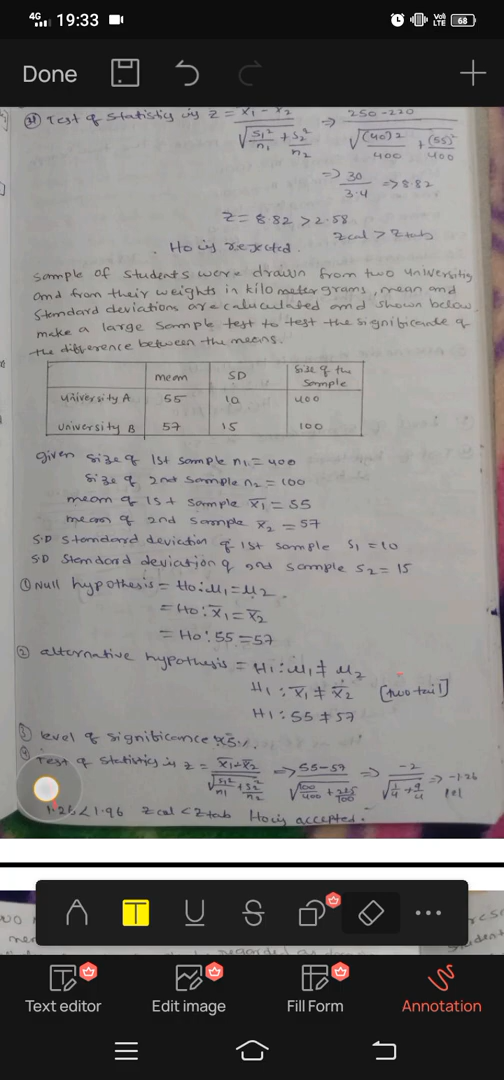 4G 19:33 Vo) LTE 68
Done
④ Test of statistic is z = x̄1 - x̄2 / √(s1²/n1 + s2²/n2) ⇒ 250-220 / √((40)2/400 + (55)²/400)
⇒ 30/3.4 ⇒ 8.82
z = 8.82 > 2.58
zcal > ztab
Ho is rejected.
sample of students were drawn from two universitiy
and from their weights in kilo meter grams, mean and
standard deviations are caluculated and shown below
make a large sample test to test the significance of
the difference between the means.
mean SD size of the sample
university A 55 10 400
university B 57 15 100
given size of 1st sample n1 = 400
size of 2nd sample n2 = 100
mean of 1st sample x̄1 = 55
mean of 2nd sample x̄2 = 57
S.D standard deviation of 1st sample s1 = 10
SD standard deviation of 2nd sample s2 = 15
① Null hypothesis = Ho: μ1 = μ2
= Ho: x̄1 = x̄2
= Ho: 55 = 57
② alternative hypothesis = H1: μ1 ≠ μ2
H1: x̄1 ≠ x̄2 [two tail]
H1: 55 ≠ 57
③ level of significance 5%.
④ Test of statistic is z = x̄1-x̄2 / √(s1²/n1 + s2²/n2) ⇒ 55-57 / √(100/400 + 225/100) ⇒ -2 / √(1/4 + 9/4) ⇒ -1.26
1.26 < 1.96 zcal < ztab Ho is accepted.
Text editor
Edit image
Fill Form
Annotation